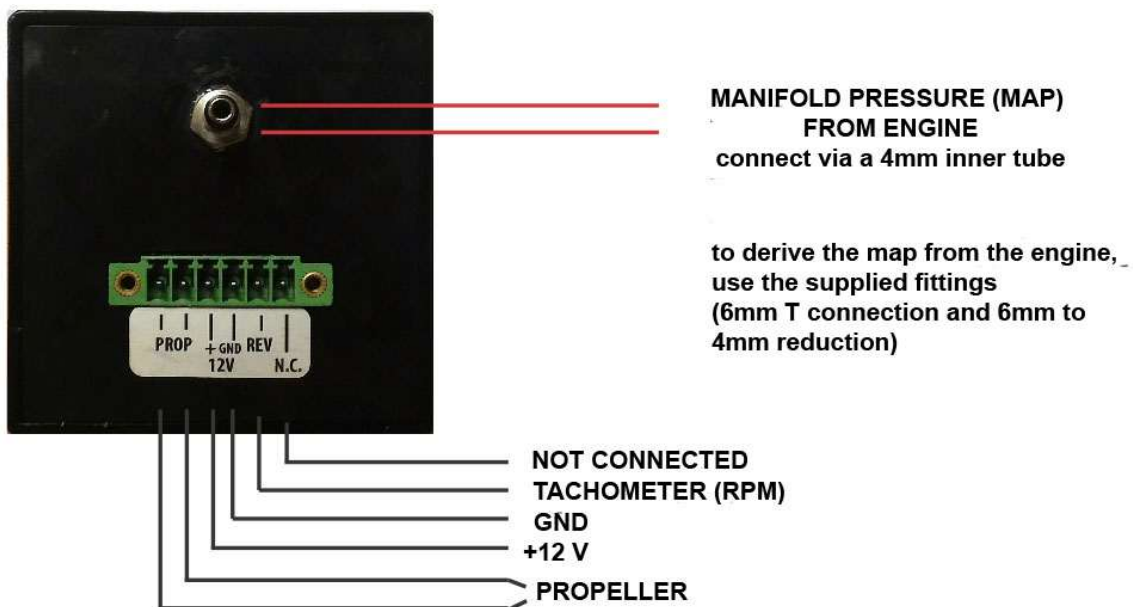 MANIFOLD PRESSURE (MAP)
FROM ENGINE
connect via a 4mm inner tube
to derive the map from the engine,
use the supplied fittings
(6mm T connection and 6mm to
4mm reduction)
PROP + GND REV
12V N.C.
NOT CONNECTED
TACHOMETER (RPM)
GND
+12 V
PROPELLER